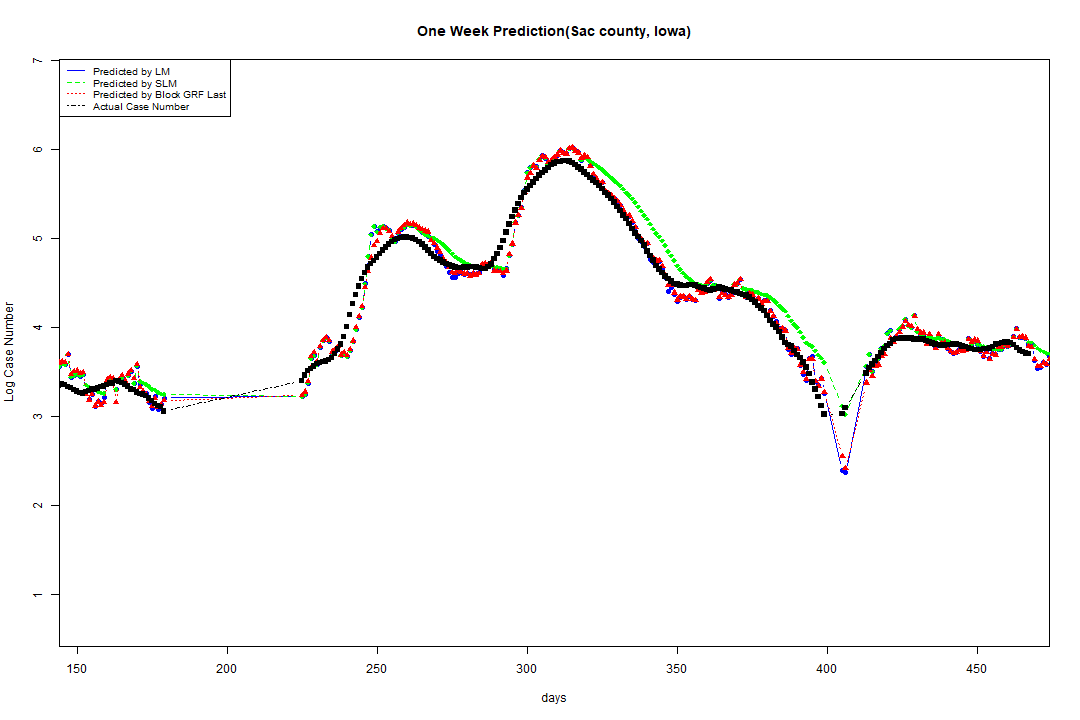 One Week Prediction(Sac county, Iowa)
Predicted by LM
Predicted by SLM
Predicted by Block GRF Last
Actual Case Number
7
6
5
4
3
2
1
Log Case Number
150 200 250 300 350 400 450
days